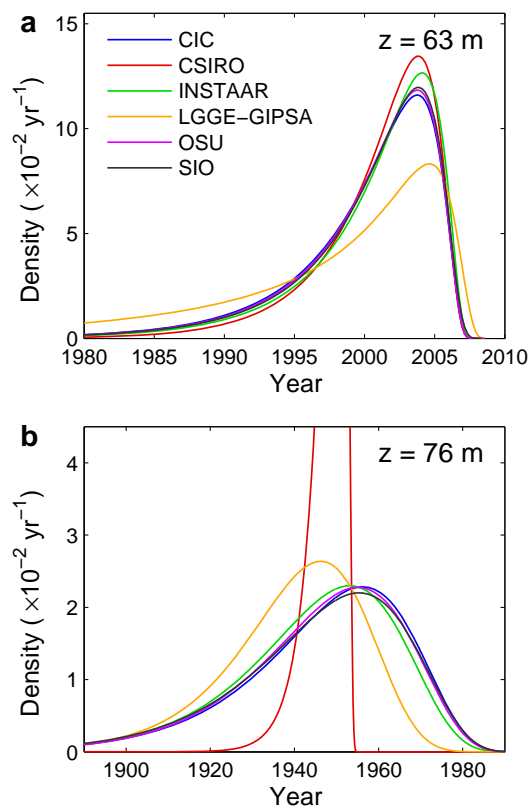 a
z = 63 m
CIC
CSIRO
INSTAAR
LGGE−GIPSA
OSU
SIO
Density ( ×10−2 yr−1)
15
10
5
0
1980 1985 1990 1995 2000 2005 2010
Year
b
z = 76 m
Density ( ×10−2 yr−1)
4
3
2
1
0
1900 1920 1940 1960 1980
Year